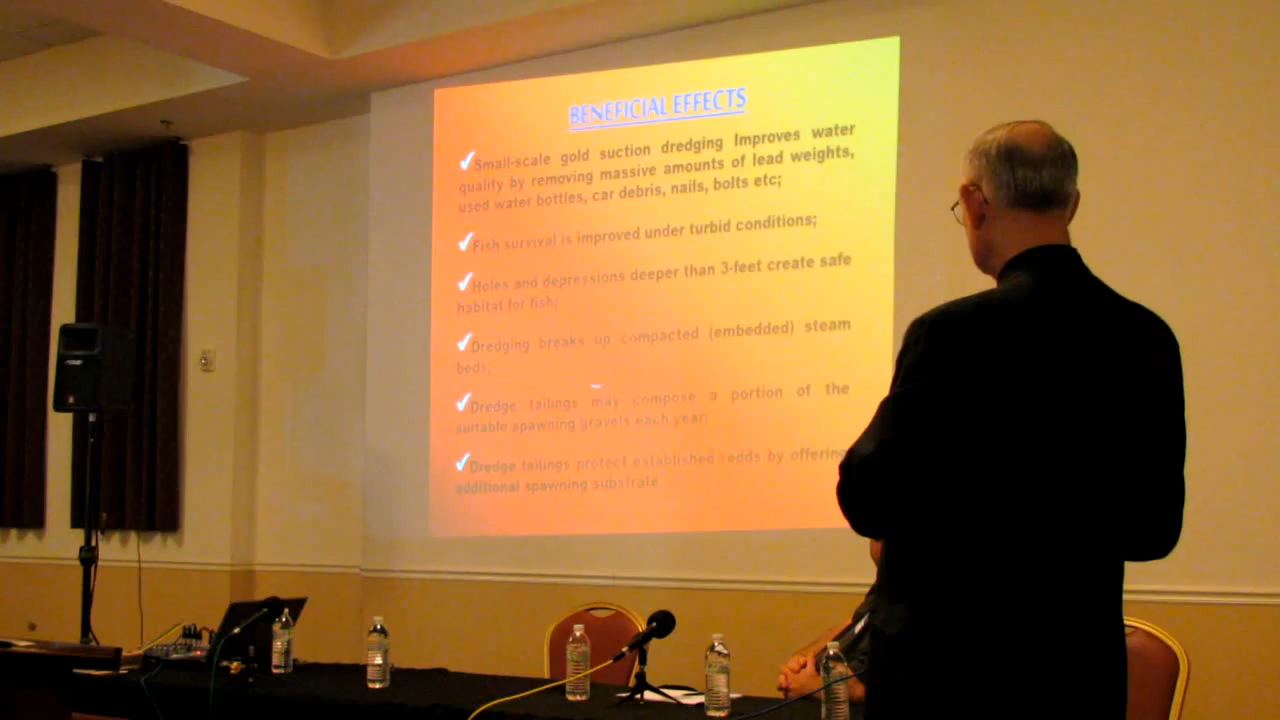 BENEFICIAL EFFECTS
Small-scale gold suction dredging Improves water
quality by removing massive amounts of lead weights,
used water bottles, car debris, nails, bolts etc;
Fish survival is improved under turbid conditions;
Holes and depressions deeper than 3-feet create safe
habitat for fish;
Dredging breaks up compacted (embedded) steam
beds;
Dredge tailings may compose a portion of the
suitable spawning gravels each year;
Dredge tailings protect established redds by offering
additional spawning substrate.